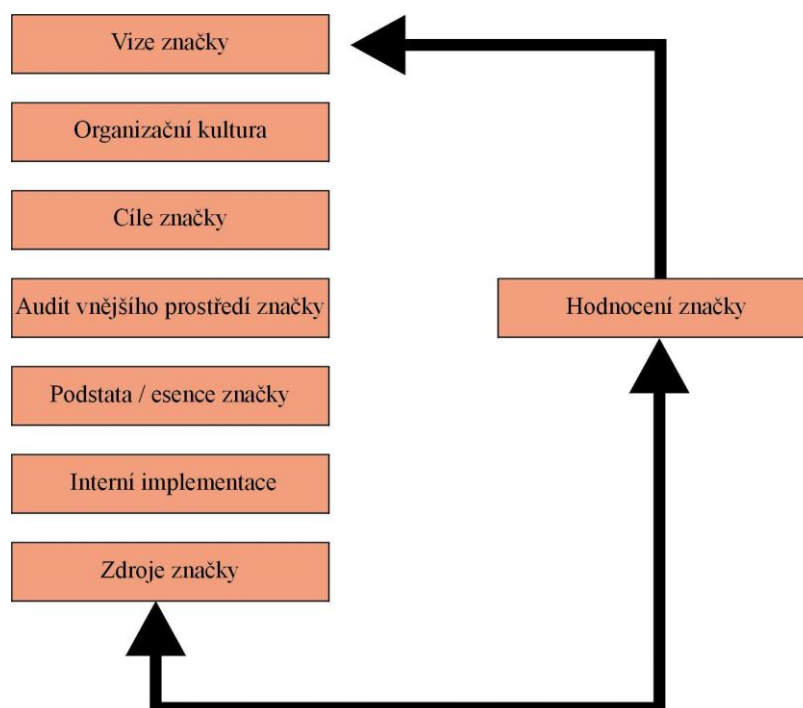 Vize značky
Organizační kultura
Cíle značky
Audit vnějšího prostředí značky
Hodnocení značky
Podstata / esence značky
Interní implementace
Zdroje značky